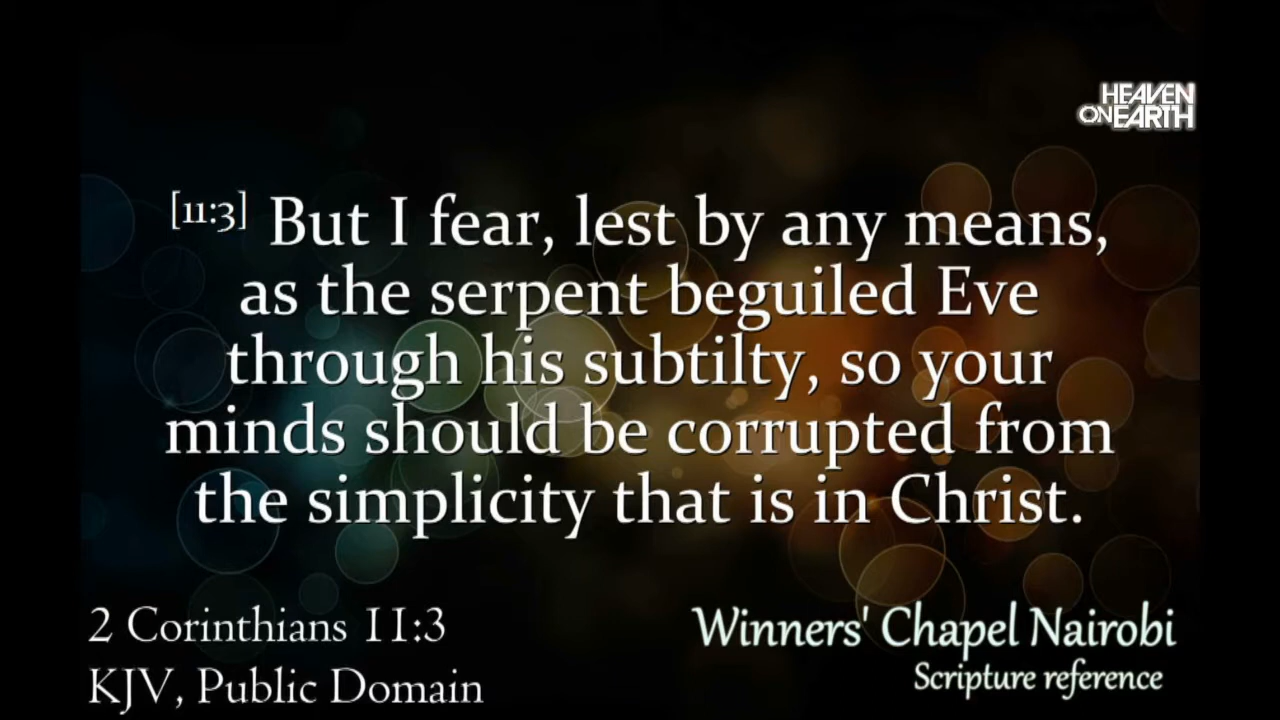 HEAVEN
ON EARTH
[11:3] But I fear, lest by any means,
as the serpent beguiled Eve
through his subtilty, so your
minds should be corrupted from
the simplicity that is in Christ.
2 Corinthians 11:3
KJV, Public Domain
Winners' Chapel Nairobi
Scripture reference